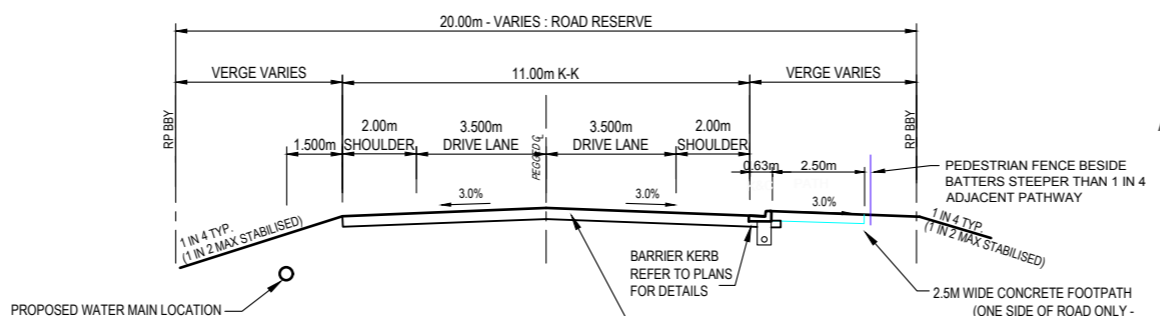 20.00m - VARIES : ROAD RESERVE
VERGE VARIES
11.00m K-K
VERGE VARIES
RP BBY
RP BBY
1.500m
2.00m
SHOULDER
3.500m
DRIVE LANE
PEGGED CL
3.500m
DRIVE LANE
2.00m
SHOULDER
0.63m
2.50m
PEDESTRIAN FENCE BESIDE
BATTERS STEEPER THAN 1 IN 4
ADJACENT PATHWAY
3.0%
3.0%
3.0%
1 IN 4 TYP.
(1 IN 2 MAX STABILISED)
1 IN 4 TYP.
(1 IN 2 MAX STABILISED)
BARRIER KERB
REFER TO PLANS
FOR DETAILS
PROPOSED WATER MAIN LOCATION
2.5M WIDE CONCRETE FOOTPATH
(ONE SIDE OF ROAD ONLY -